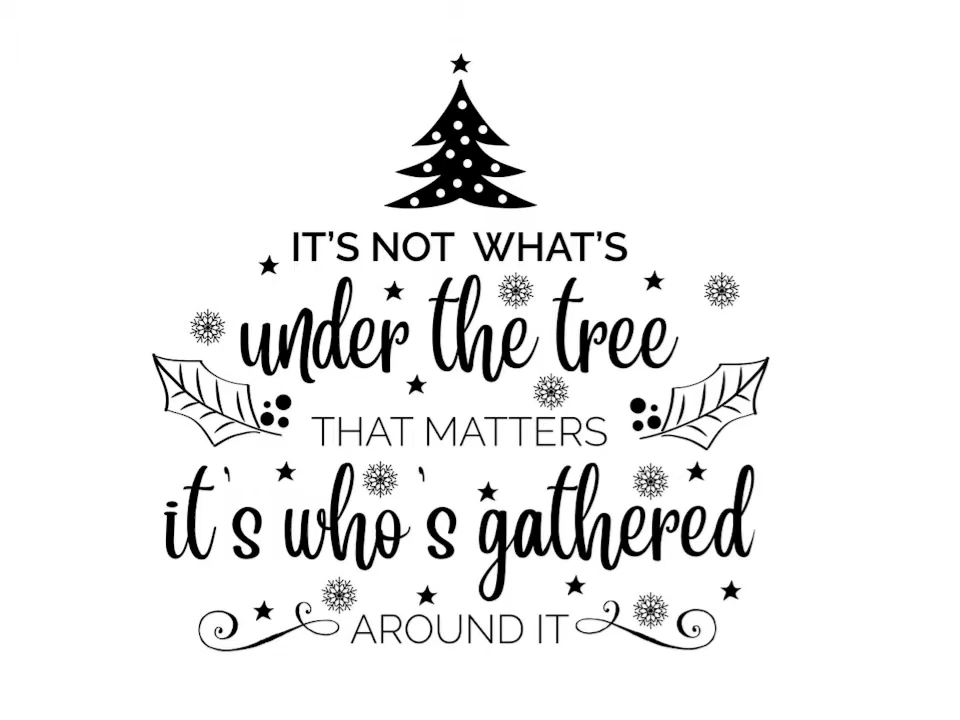 IT'S NOT WHAT'S
under the tree
THAT MATTERS
it's who's gathered
AROUND IT